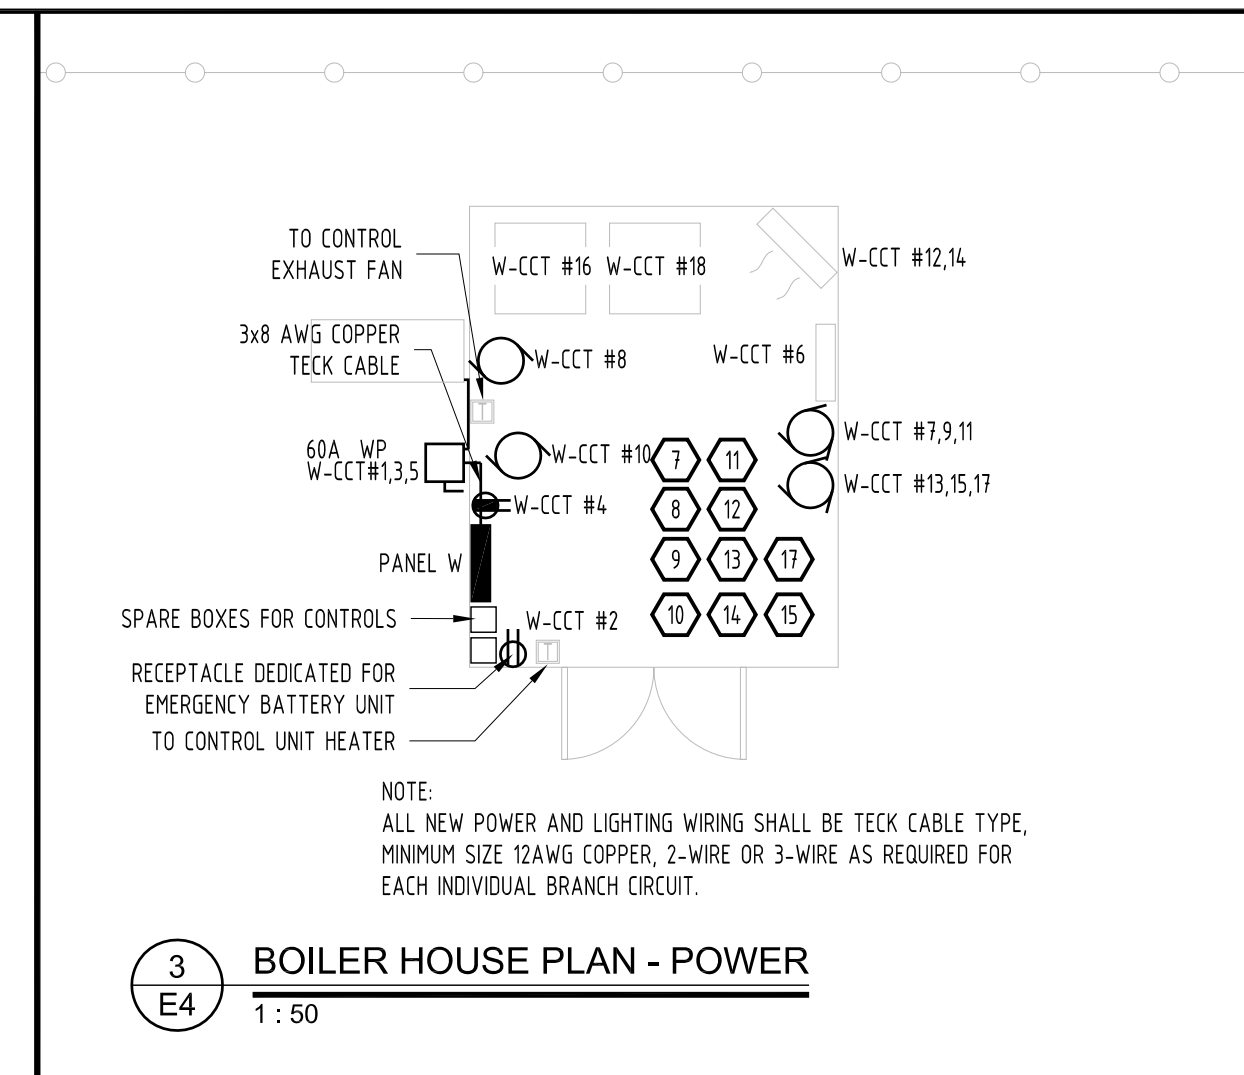 TO CONTROL
EXHAUST FAN
W-CCT #16
W-CCT #18
W-CCT #12,14
3x8 AWG COPPER
TECK CABLE
W-CCT #8
W-CCT #6
60A WP
W-CCT#1,3,5
W-CCT #10
W-CCT #7,9,11
W-CCT #13,15,17
7
11
8
12
9
13
17
10
14
15
W-CCT #4
PANEL W
SPARE BOXES FOR CONTROLS
W-CCT #2
RECEPTACLE DEDICATED FOR
EMERGENCY BATTERY UNIT
TO CONTROL UNIT HEATER
T
T
NOTE:
ALL NEW POWER AND LIGHTING WIRING SHALL BE TECK CABLE TYPE,
MINIMUM SIZE 12AWG COPPER, 2-WIRE OR 3-WIRE AS REQUIRED FOR
EACH INDIVIDUAL BRANCH CIRCUIT.
3
E4
BOILER HOUSE PLAN - POWER
1 : 50